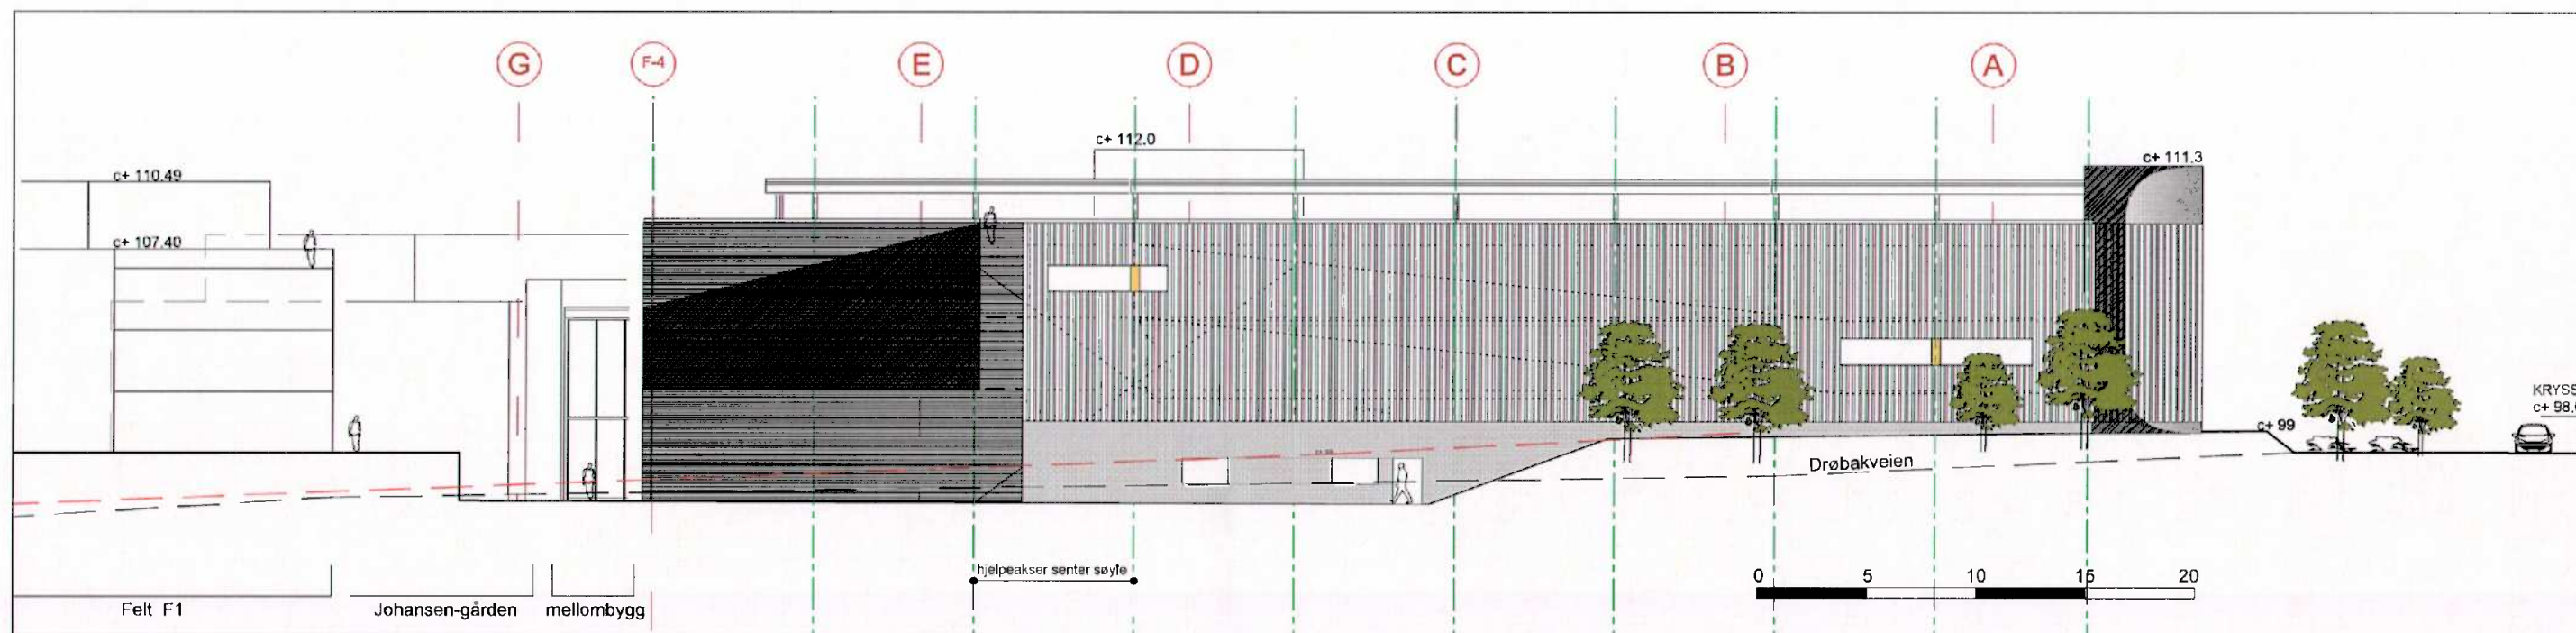 G F-4 E D C B A
c+ 112.0
c+ 111.3
c+ 110.49
c+ 107.40
KRYSS
c+ 98.
c+ 99
Drøbakveien
hjelpeakser senter søyle
0 5 10 15 20
Felt F1
Johansen-gården
mellombygg